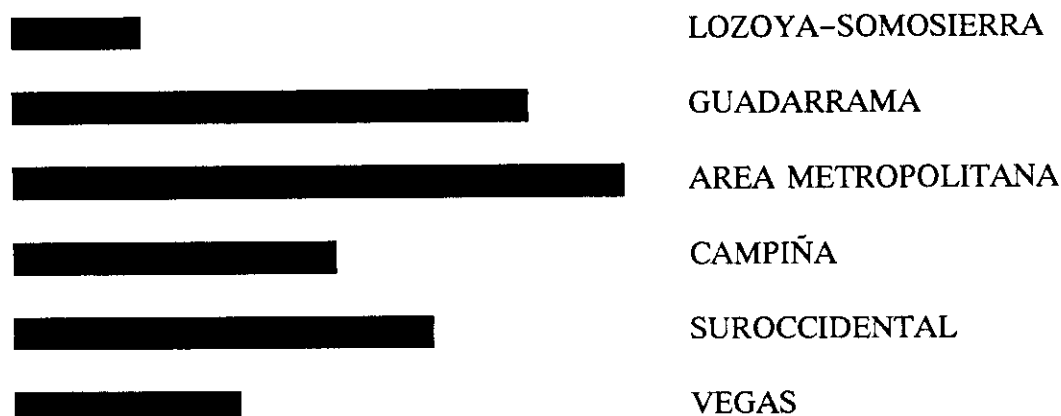 LOZOYA-SOMOSIERRA
GUADARRAMA
AREA METROPOLITANA
CAMPIÑA
SUROCCIDENTAL
VEGAS